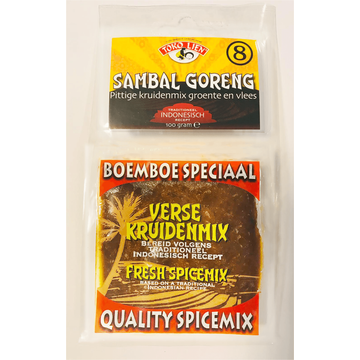 TOKO LIEN
8
SAMBAL GORENG
Pittige kruidenmix groente en vlees
TRADITIONEEL
INDONESISCH
RECEPT
100 gram e
BOEMBOE SPECIAAL
VERSE
KRUIDENMIX
BEREID VOLGENS
TRADITIONEEL
INDONESISCH RECEPT
FRESH SPICEMIX
BASED ON A TRADITIONAL
INDONESIAN RECIPE
QUALITY SPICEMIX